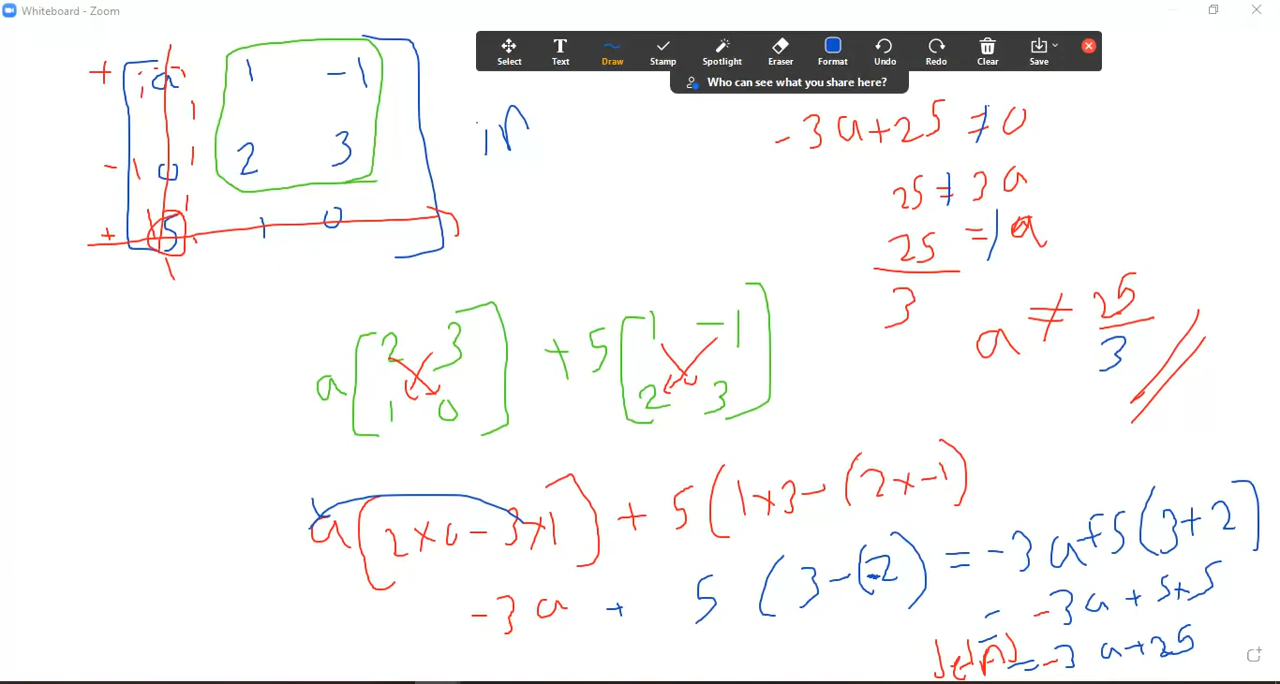 Whiteboard - Zoom
Select Text Draw Stamp Spotlight Eraser Format Undo Redo Clear Save
Who can see what you share here?
+ a 1 -1
- 0 2 3
+ 5 1 0
in
-3a+25 ≠ 0
25 ≠ 3a
25 ≠ a
3
a ≠ 25
3
a [ 2 3 ] + 5 [ 1 -1 ]
1 0 2 3
a [2×0 - 3×1] + 5 (1×3 - (2×-1)
-3a + 5 (3-(-2) = -3a+5(3+2)
= -3a + 5×5
= -3a+25